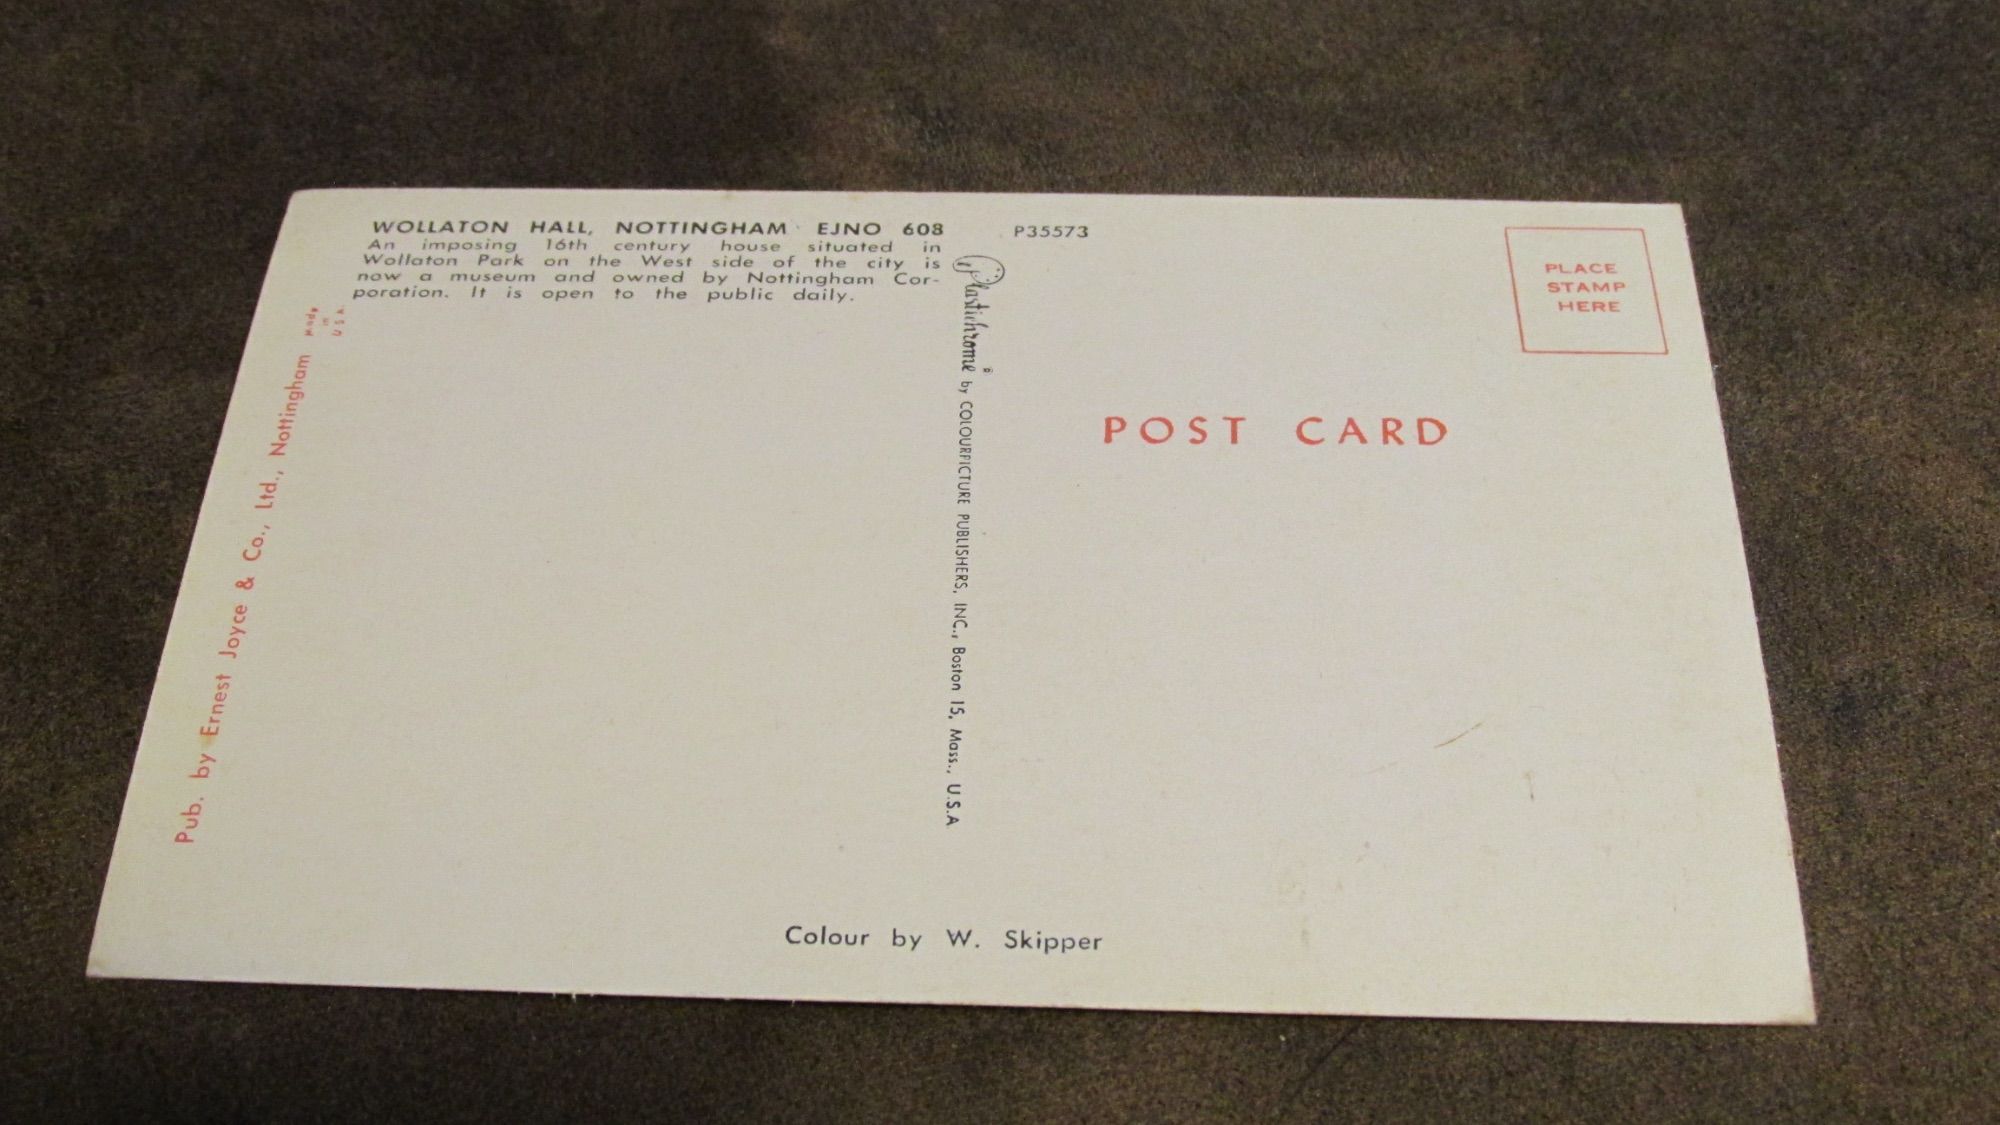 WOLLATON HALL, NOTTINGHAM EJNO 608
An imposing 16th century house situated in
Wollaton Park on the West side of the city is
now a museum and owned by Nottingham Cor-
poration. It is open to the public daily.
P35573
PLACE
STAMP
HERE
POST CARD
Plastichrome® by COLOURPICTURE PUBLISHERS, INC., Boston 15, Mass., U.S.A
Pub. by Ernest Joyce & Co., Ltd., Nottingham
Made
in
U S A.
Colour by W. Skipper